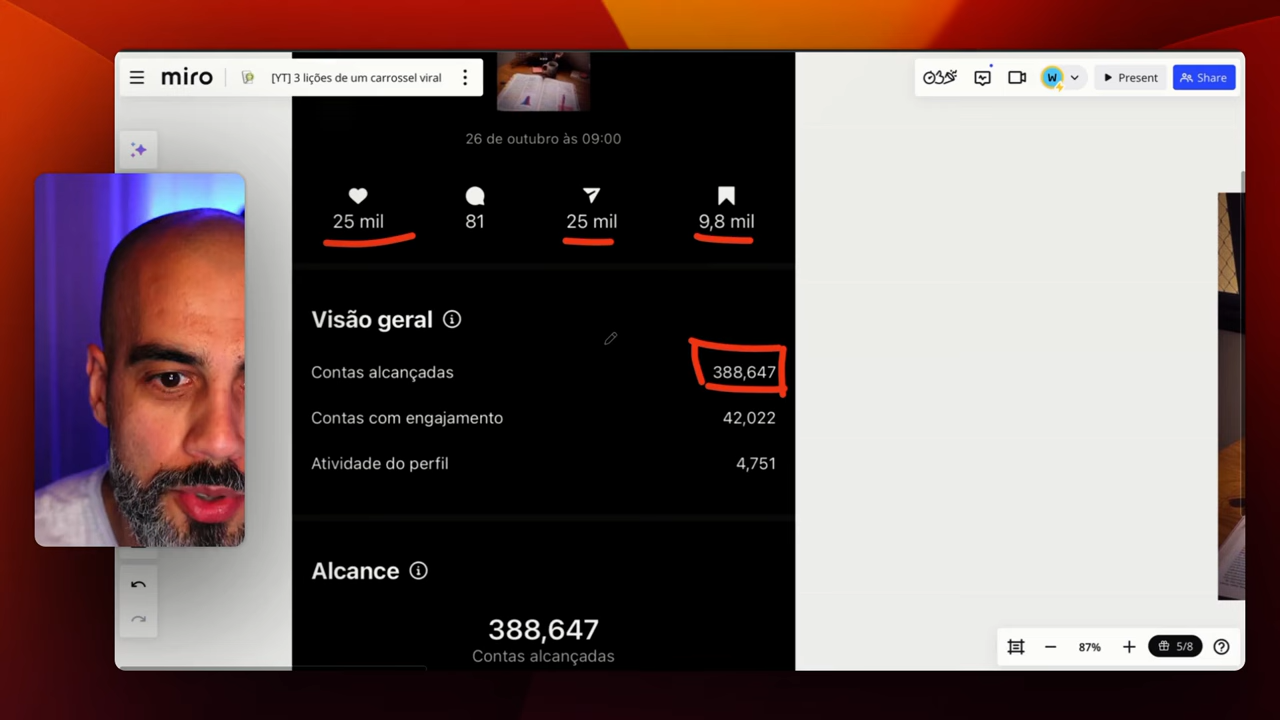 miro
[YT] 3 lições de um carrossel viral
W
Present
Share
26 de outubro às 09:00
25 mil
81
25 mil
9,8 mil
Visão geral
Contas alcançadas
388,647
Contas com engajamento
42,022
Atividade do perfil
4,751
Alcance
388,647
Contas alcançadas
87%
5/8